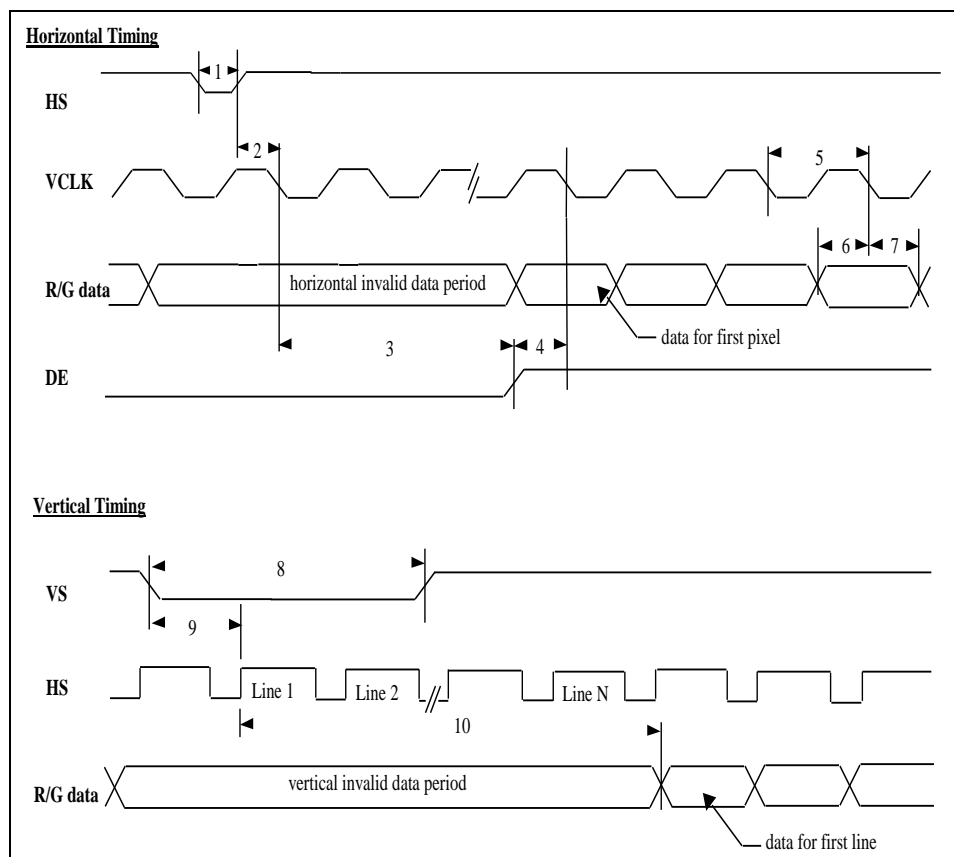 Horizontal Timing
1
HS
2
5
VCLK
6
7
R/G data
horizontal invalid data period
data for first pixel
3
4
DE
Vertical Timing
8
VS
9
HS
Line 1
Line 2
Line N
10
R/G data
vertical invalid data period
data for first line